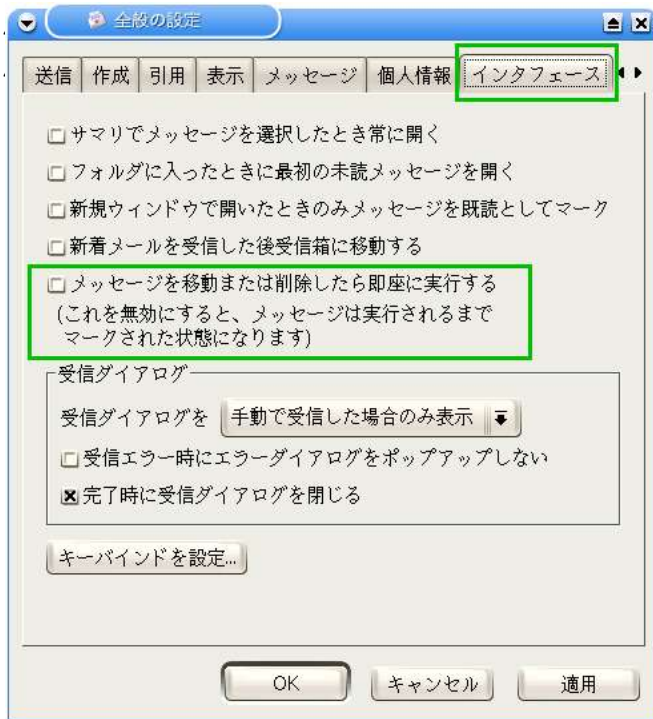 全般の設定
送信 作成 引用 表示 メッセージ 個人情報 インタフェース
サマリでメッセージを選択したとき常に開く
フォルダに入ったときに最初の未読メッセージを開く
新規ウィンドウで開いたときのみメッセージを既読としてマーク
新着メールを受信した後受信箱に移動する
メッセージを移動または削除したら即座に実行する
(これを無効にすると、メッセージは実行されるまで
マークされた状態になります)
受信ダイアログ
受信ダイアログを 手動で受信した場合のみ表示
受信エラー時にエラーダイアログをポップアップしない
完了時に受信ダイアログを閉じる
キーバインドを設定...
OK キャンセル 適用